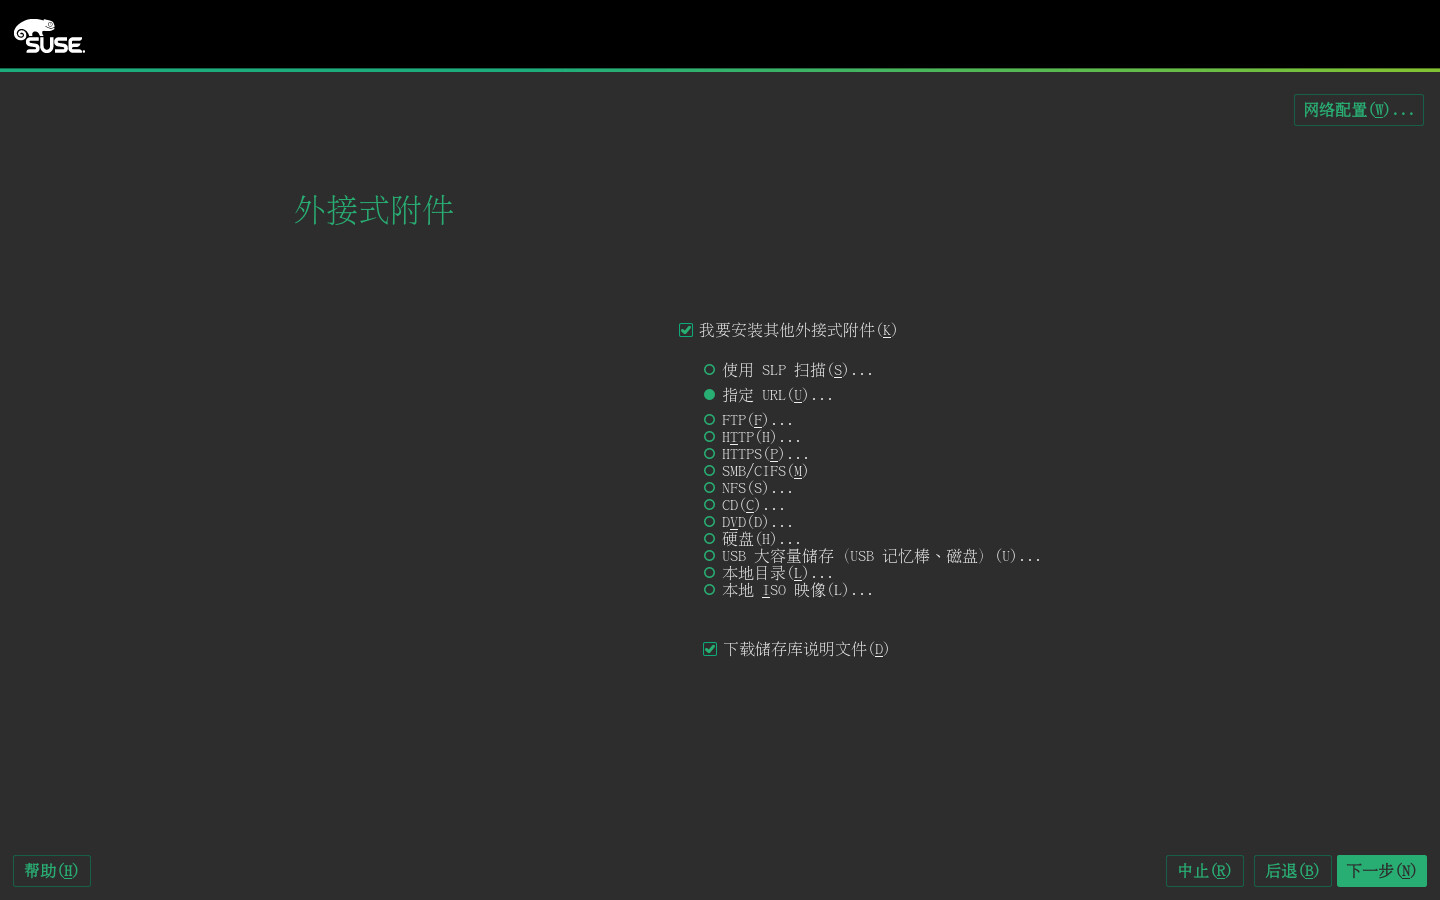 SUSE
网络配置(W)...
外接式附件
我要安装其他外接式附件(K)
使用 SLP 扫描(S)...
指定 URL(U)...
FTP(F)...
HTTP(H)...
HTTPS(P)...
SMB/CIFS(M)
NFS(S)...
CD(C)...
DVD(D)...
硬盘(H)...
USB 大容量储存（USB 记忆棒、磁盘）(U)...
本地目录(L)...
本地 ISO 映像(L)...
下载储存库说明文件(D)
帮助(H) 中止(R) 后退(B) 下一步(N)